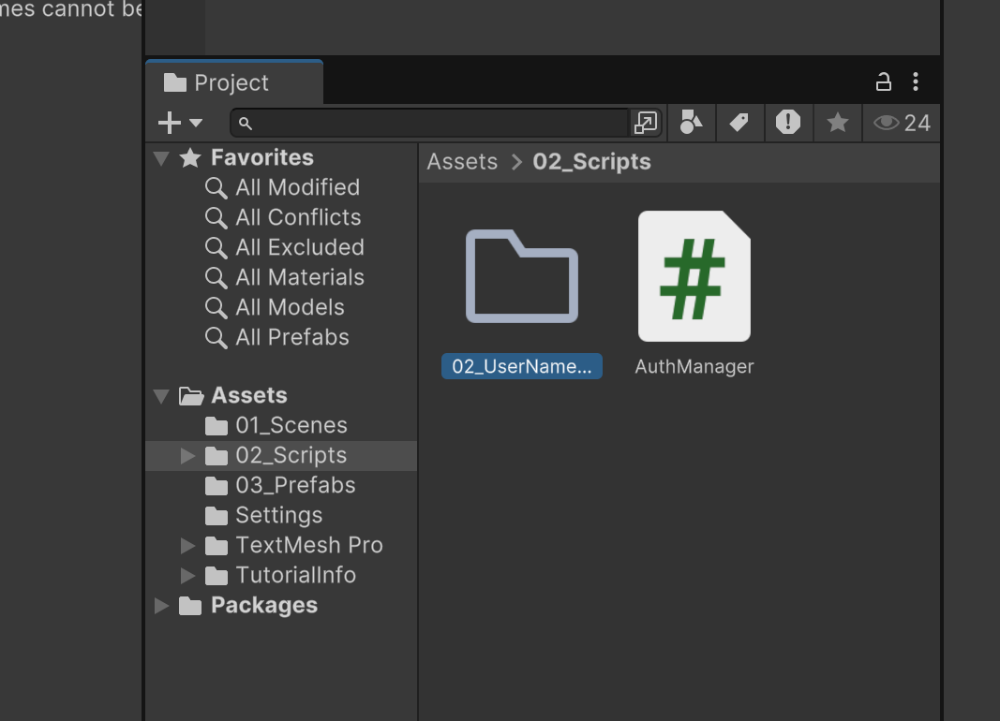 mes cannot be
Project
24
Favorites
All Modified
All Conflicts
All Excluded
All Materials
All Models
All Prefabs
Assets
01_Scenes
02_Scripts
03_Prefabs
Settings
TextMesh Pro
TutorialInfo
Packages
Assets > 02_Scripts
02_UserName...
AuthManager